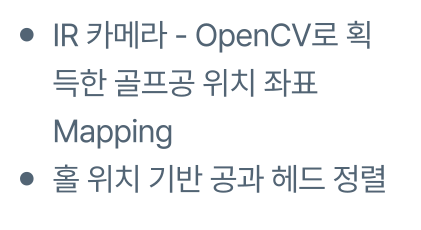 • IR 카메라 - OpenCV로 획
득한 골프공 위치 좌표
Mapping
• 홀 위치 기반 공과 헤드 정렬